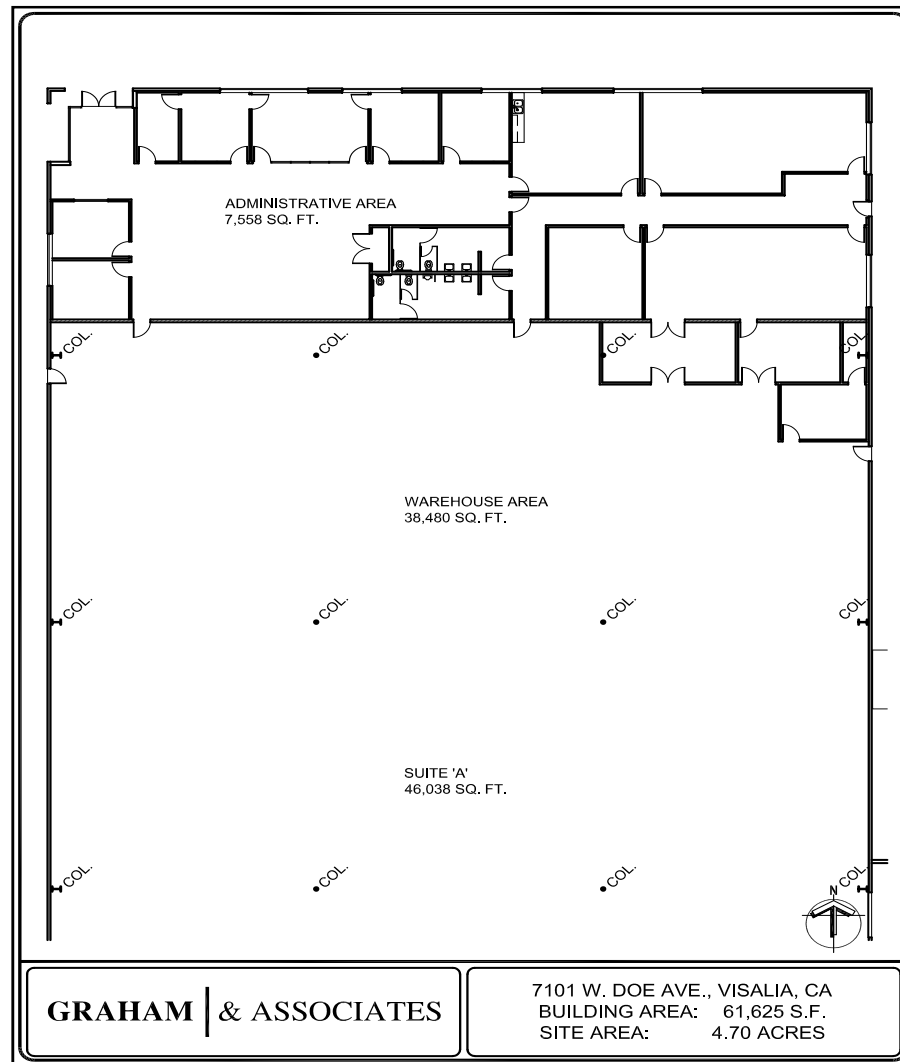 ADMINISTRATIVE AREA
7,558 SQ. FT.
COL.
COL.
COL.
COL.
WAREHOUSE AREA
38,480 SQ. FT.
COL.
COL.
COL.
COL.
SUITE 'A'
46,038 SQ. FT.
COL.
COL.
COL.
COL.
N
GRAHAM & ASSOCIATES
7101 W. DOE AVE., VISALIA, CA
BUILDING AREA: 61,625 S.F.
SITE AREA: 4.70 ACRES